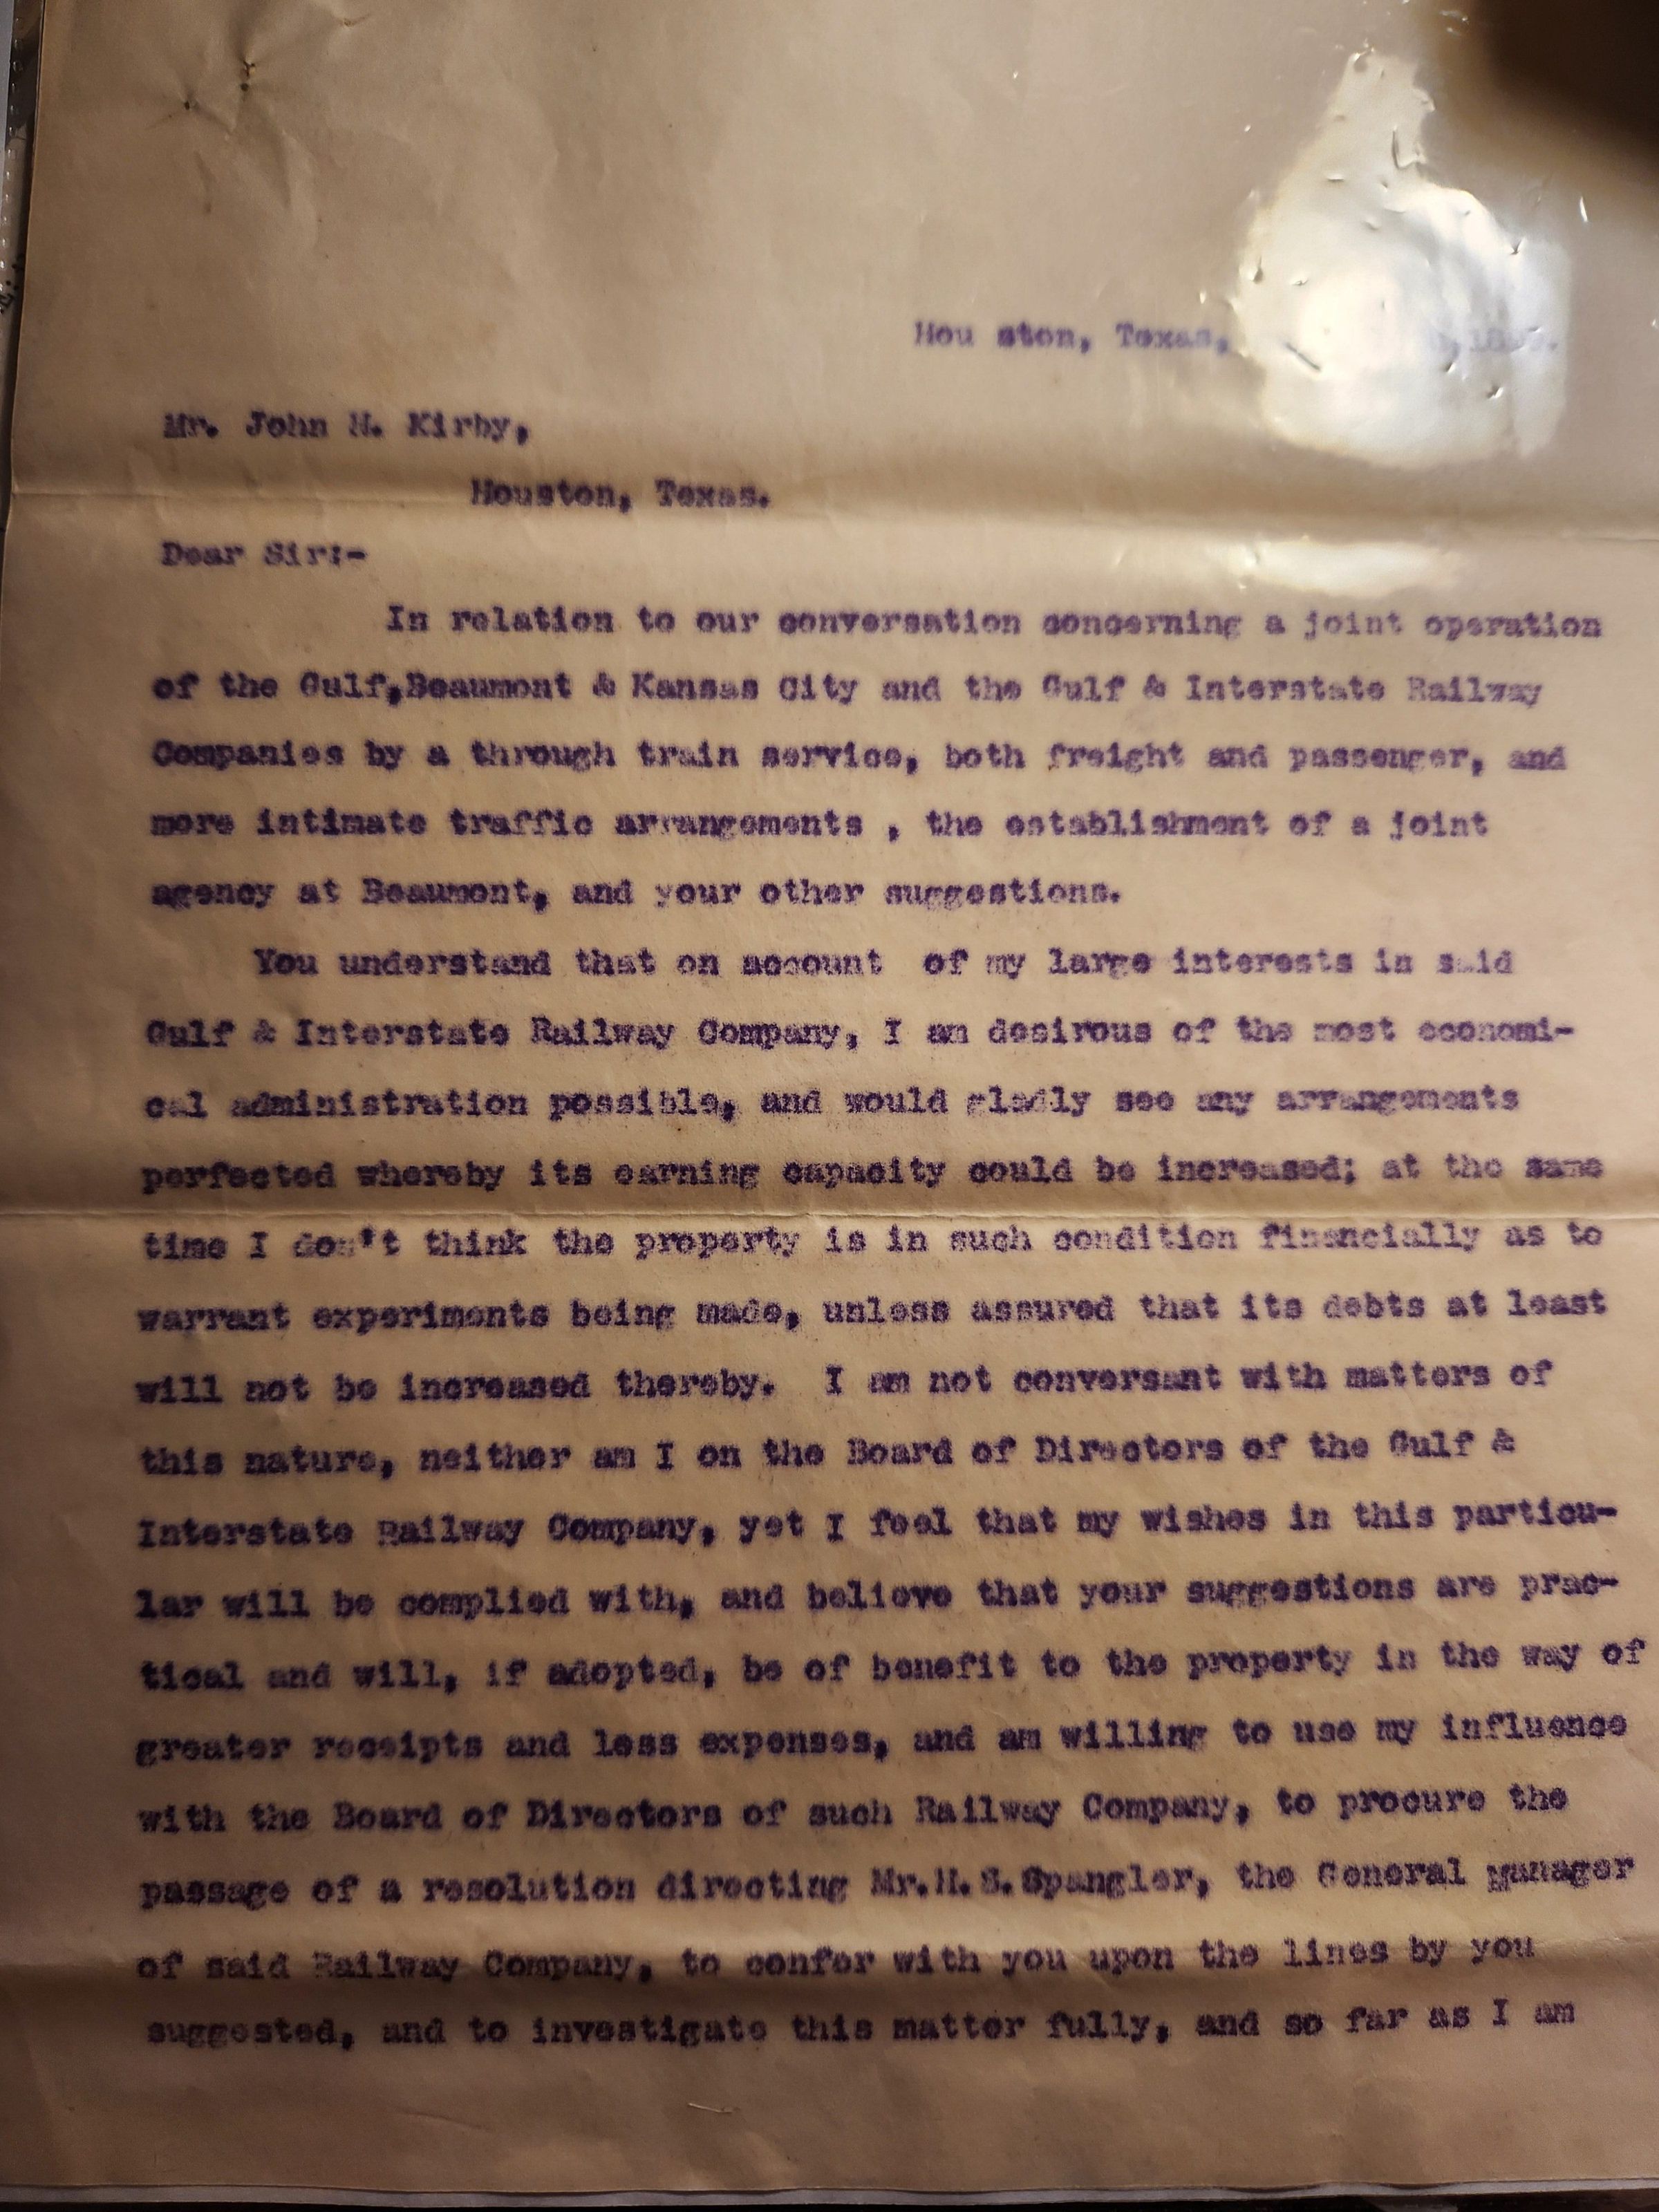 Hou ston, Texas,
Mr. John H. Kirby,
Houston, Texas.
Dear Sir:-
In relation to our conversation concerning a joint operation
of the Gulf,Beaumont & Kansas City and the Gulf & Interstate Railway
Companies by a through train service, both freight and passenger, and
more intimate traffic arrangements , the establishment of a joint
agency at Beaumont, and your other suggestions.
You understand that on account of my large interests in said
Gulf & Interstate Railway Company, I am desirous of the most economi-
cal administration possible, and would gladly see any arrangements
perfected whereby its earning capacity could be increased; at the same
time I don't think the property is in such condition financially as to
warrant experiments being made, unless assured that its debts at least
will not be increased thereby. I am not conversant with matters of
this nature, neither am I on the Board of Directors of the Gulf &
Interstate Railway Company, yet I feel that my wishes in this particu-
lar will be complied with, and believe that your suggestions are prac-
tical and will, if adopted, be of benefit to the property in the way of
greater receipts and less expenses, and am willing to use my influence
with the Board of Directors of such Railway Company, to procure the
passage of a resolution directing Mr.H.S.Spangler, the General Manager
of said Railway Company, to confer with you upon the lines by you
suggested, and to investigate this matter fully, and so far as I am